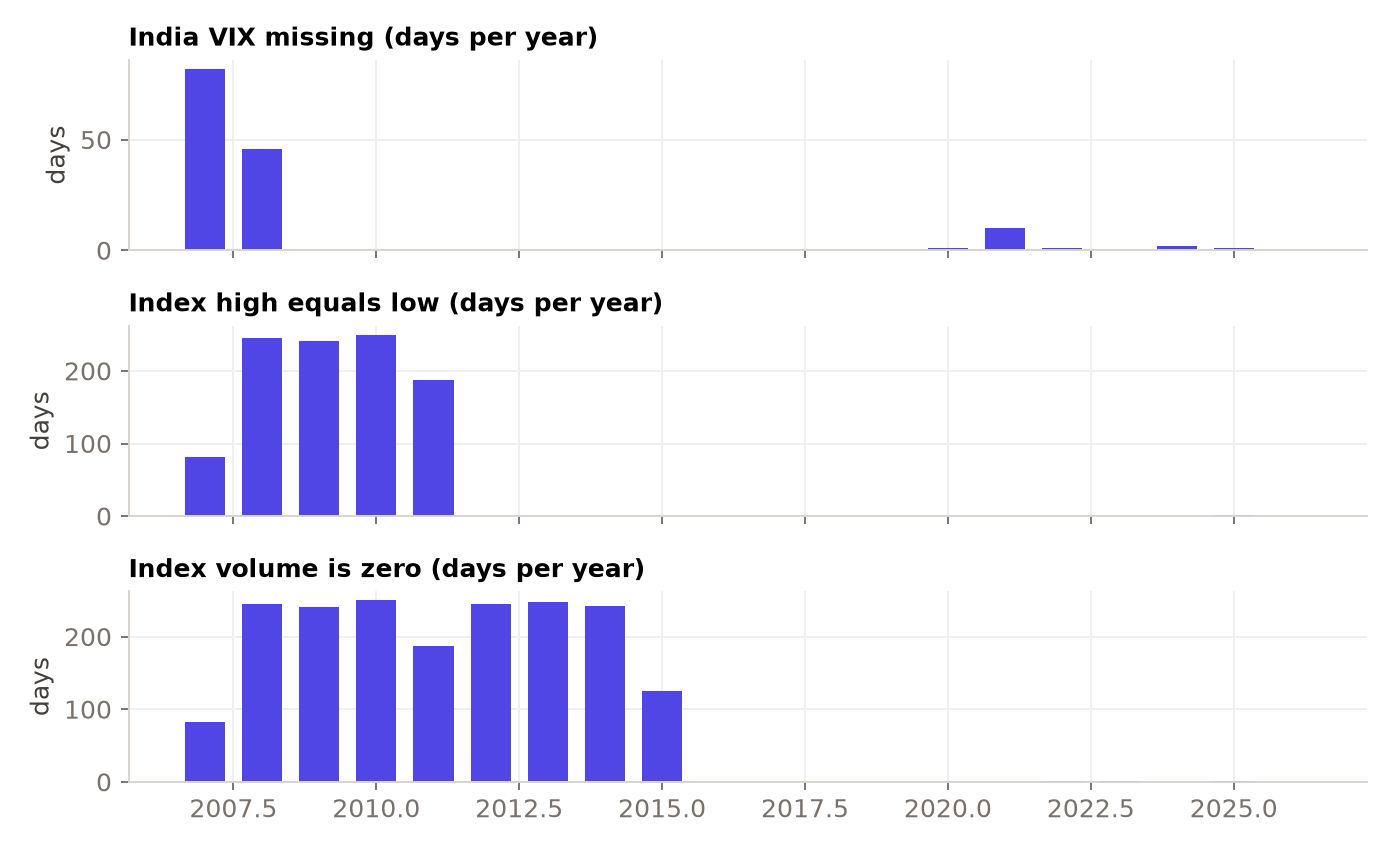 India VIX missing (days per year)
days
50
0
Index high equals low (days per year)
days
200
100
0
Index volume is zero (days per year)
days
200
100
0
2007.5 2010.0 2012.5 2015.0 2017.5 2020.0 2022.5 2025.0